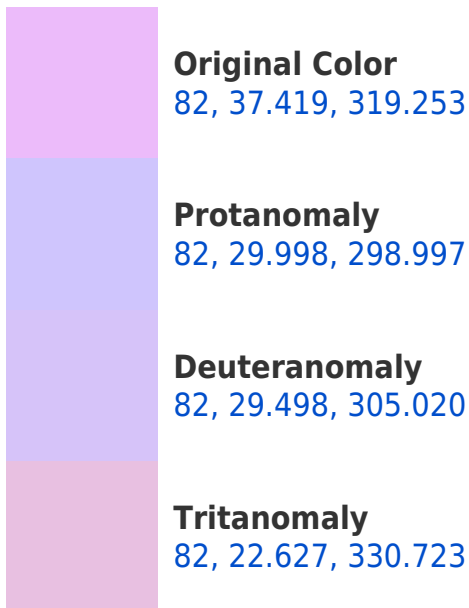 Original Color
82, 37.419, 319.253
Protanomaly
82, 29.998, 298.997
Deuteranomaly
82, 29.498, 305.020
Tritanomaly
82, 22.627, 330.723